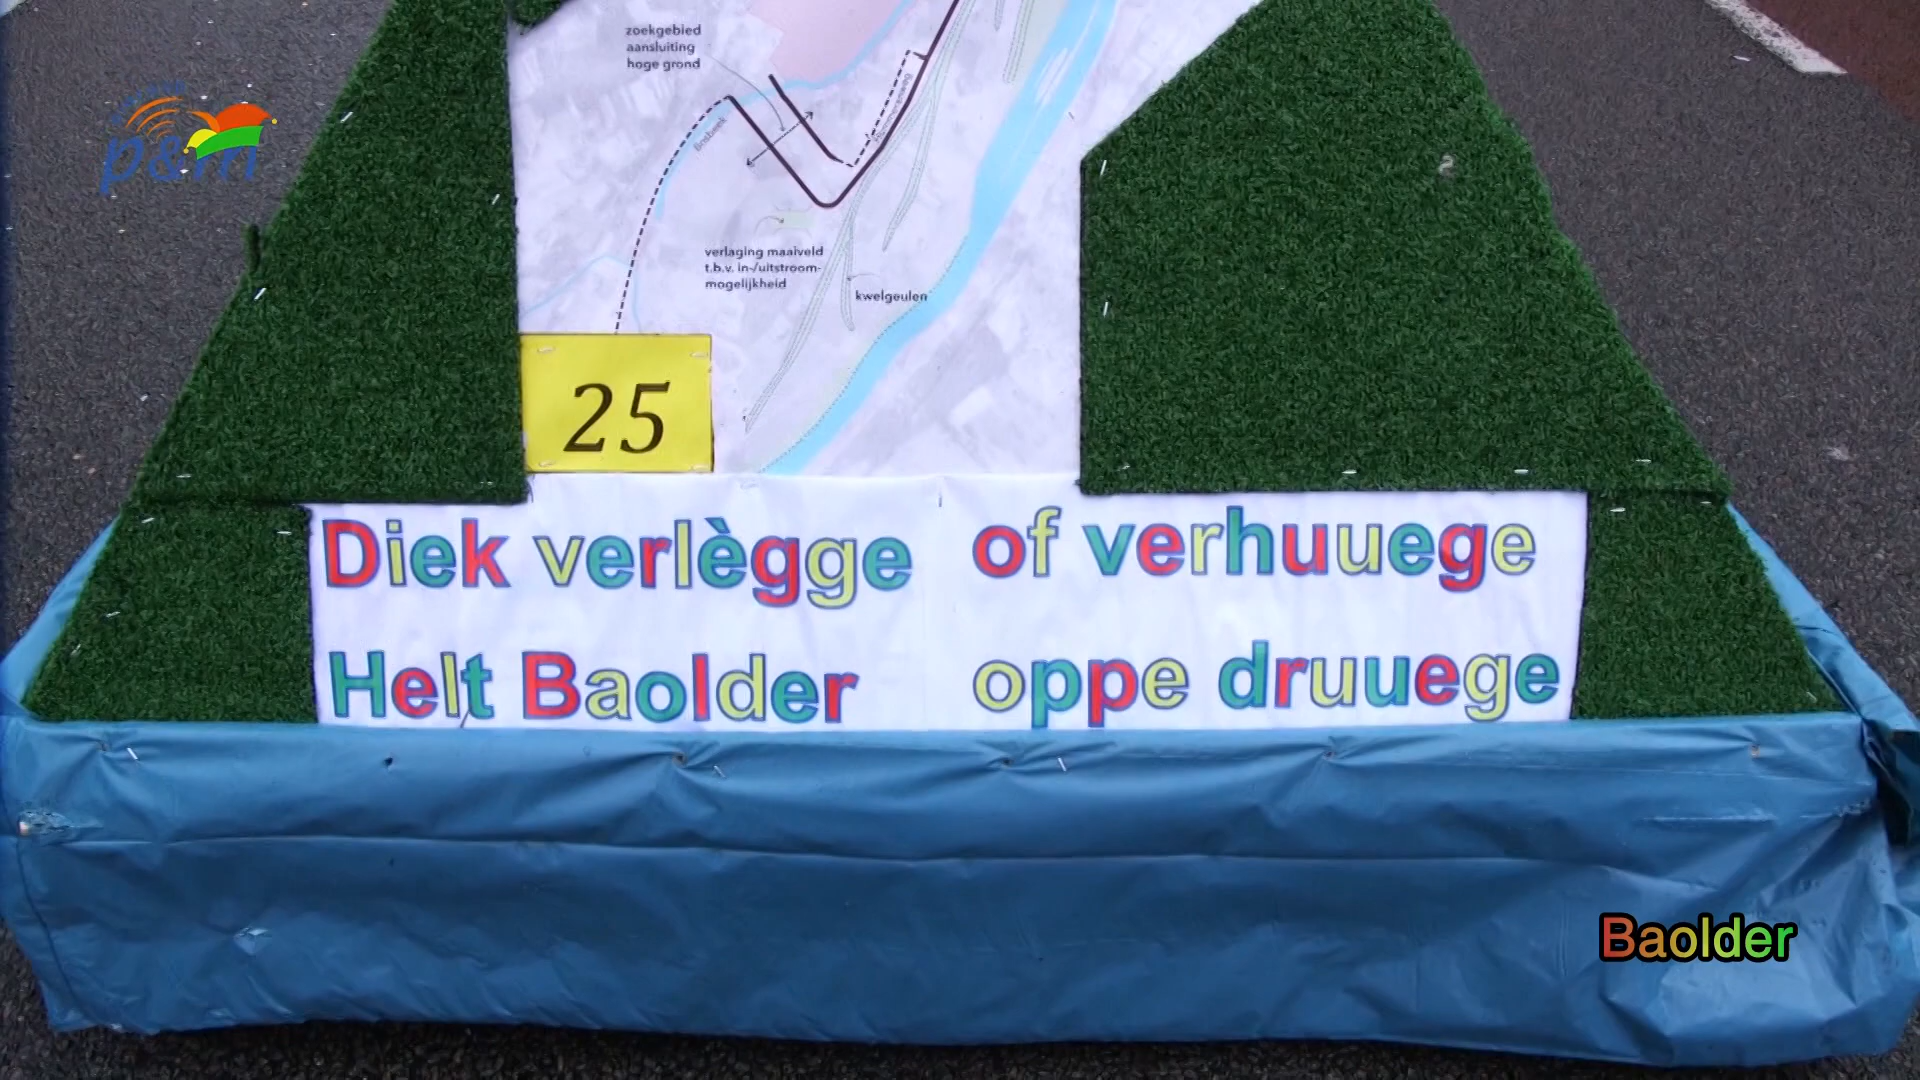 zoekgebied
aansluiting
hoge grond
p&m
verlaging maaiveld
t.b.v. in-/uitstroom-
mogelijkheid
kwelgeulen
25
Diek verlègge of verhuuege
Helt Baolder oppe druuege
Baolder